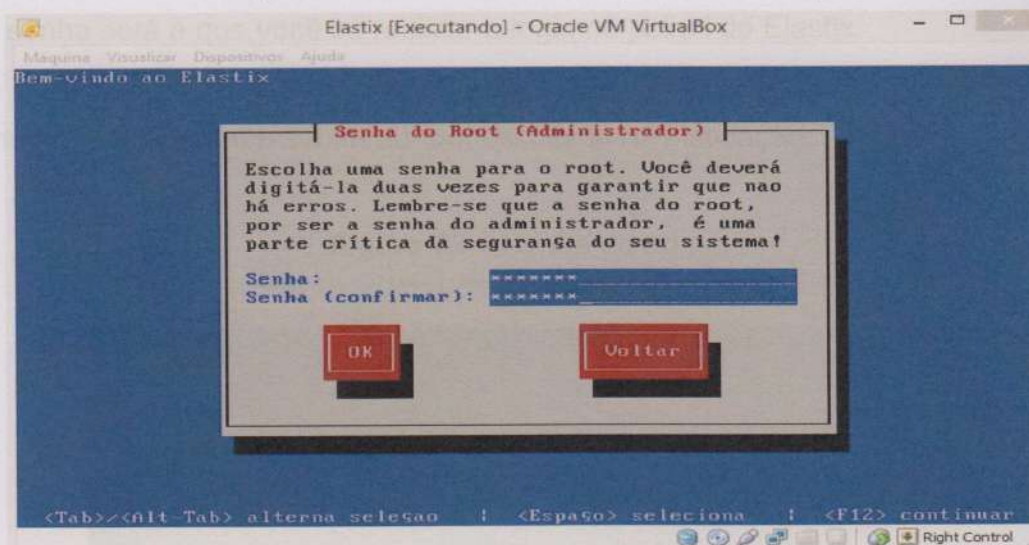 Elastix [Executando] - Oracle VM VirtualBox
Maquina Visualizar Dispositivos Ajuda
Bem-vindo ao Elastix
Senha do Root (Administrador)
Escolha uma senha para o root. Você deverá
digitá-la duas vezes para garantir que nao
há erros. Lembre-se que a senha do root,
por ser a senha do administrador, é uma
parte crítica da segurança do seu sistema!
Senha: *******
Senha (confirmar): *******_
OK
Voltar
<Tab>/<Alt-Tab> alterna seleçao | <Espaço> seleciona | <F12> continuar
Right Control